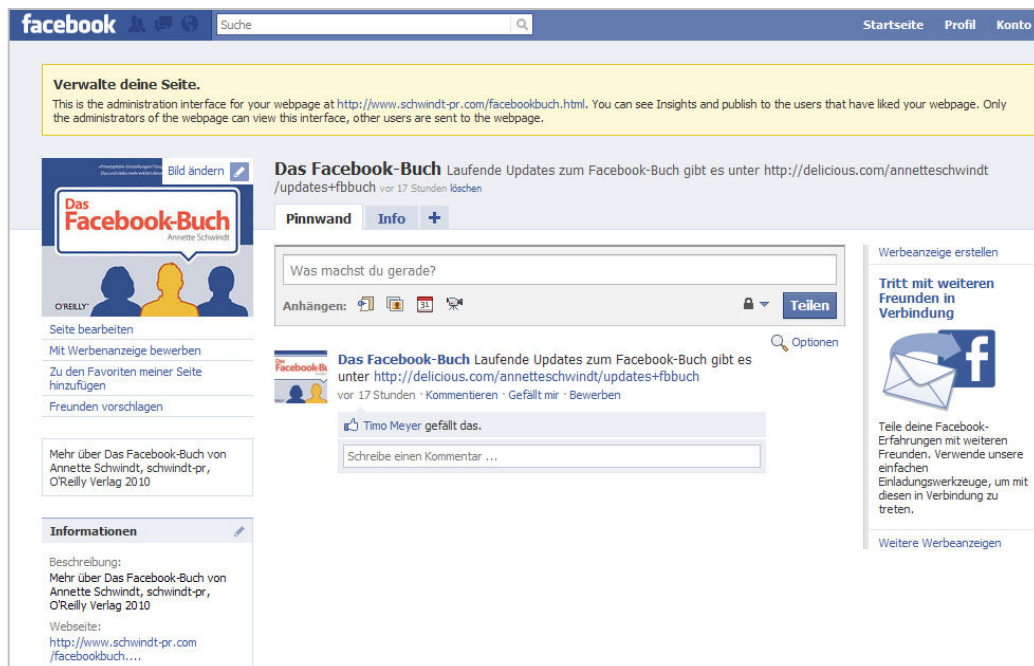 facebook
Suche
Startseite Profil Konto
Verwalte deine Seite.
This is the administration interface for your webpage at http://www.schwindt-pr.com/facebookbuch.html. You can see Insights and publish to the users that have liked your webpage. Only
the administrators of the webpage can view this interface, other users are sent to the webpage.
Bild ändern
Das
Facebook-Buch
Annette Schwindt
O'REILLY
Seite bearbeiten
Mit Werbenanzeige bewerben
Zu den Favoriten meiner Seite
hinzufügen
Freunden vorschlagen
Mehr über Das Facebook-Buch von
Annette Schwindt, schwindt-pr,
O'Reilly Verlag 2010
Informationen
Beschreibung:
Mehr über Das Facebook-Buch von
Annette Schwindt, schwindt-pr,
O'Reilly Verlag 2010
Webseite:
http://www.schwindt-pr.com
/facebookbuch....
Das Facebook-Buch Laufende Updates zum Facebook-Buch gibt es unter http://delicious.com/annetteschwindt
/updates+fbbuch vor 17 Stunden löschen
Pinnwand Info +
Was machst du gerade?
Anhängen: 31 Teilen
Optionen
Das
Facebook-Bu
Das Facebook-Buch Laufende Updates zum Facebook-Buch gibt es
unter http://delicious.com/annetteschwindt/updates+fbbuch
vor 17 Stunden · Kommentieren · Gefällt mir · Bewerben
Timo Meyer gefällt das.
Schreibe einen Kommentar ...
Werbeanzeige erstellen
Tritt mit weiteren
Freunden in
Verbindung
Teile deine Facebook-
Erfahrungen mit weiteren
Freunden. Verwende unsere
einfachen
Einladungswerkzeuge, um mit
diesen in Verbindung zu
treten.
Weitere Werbeanzeigen